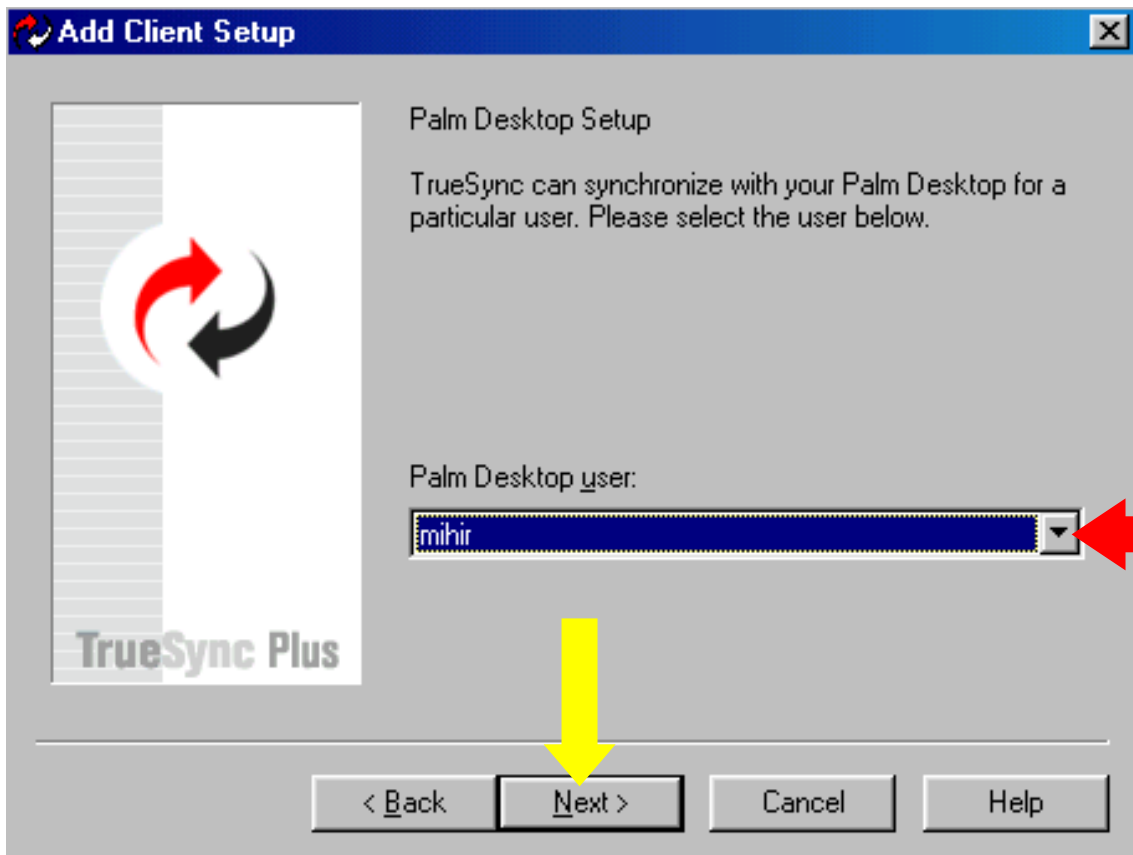 Add Client Setup
Palm Desktop Setup
TrueSync can synchronize with your Palm Desktop for a
particular user. Please select the user below.
Palm Desktop user:
mihir
TrueSync Plus
< Back
Next >
Cancel
Help